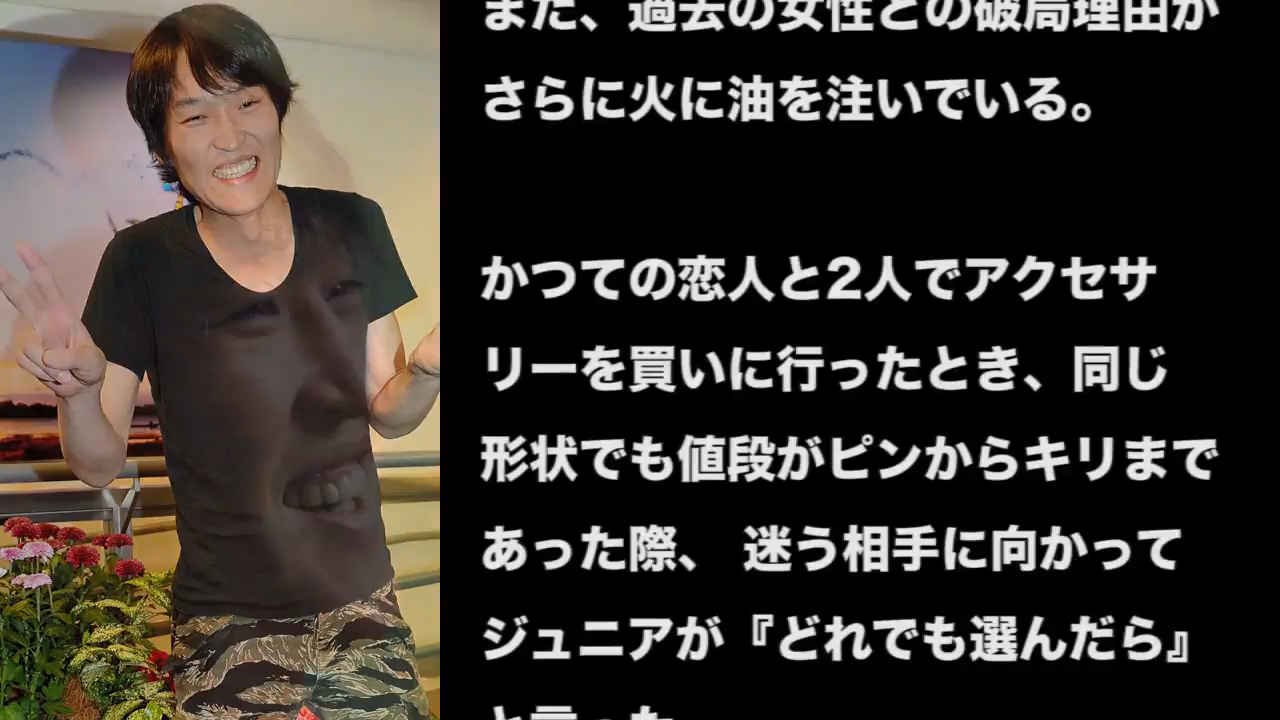 また、過去の女性との破局理由が
さらに火に油を注いでいる。
かつての恋人と2人でアクセサ
リーを買いに行ったとき、同じ
形状でも値段がピンからキリまで
あった際、 迷う相手に向かって
ジュニアが『どれでも選んだら』
と言った